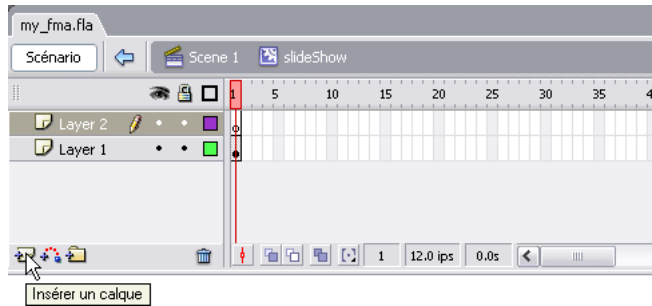 my_fma.fla
Scénario Scene 1 slideShow
1 5 10 15 20 25 30 35 4
Layer 2
Layer 1
1 12.0 ips 0.0s
Insérer un calque